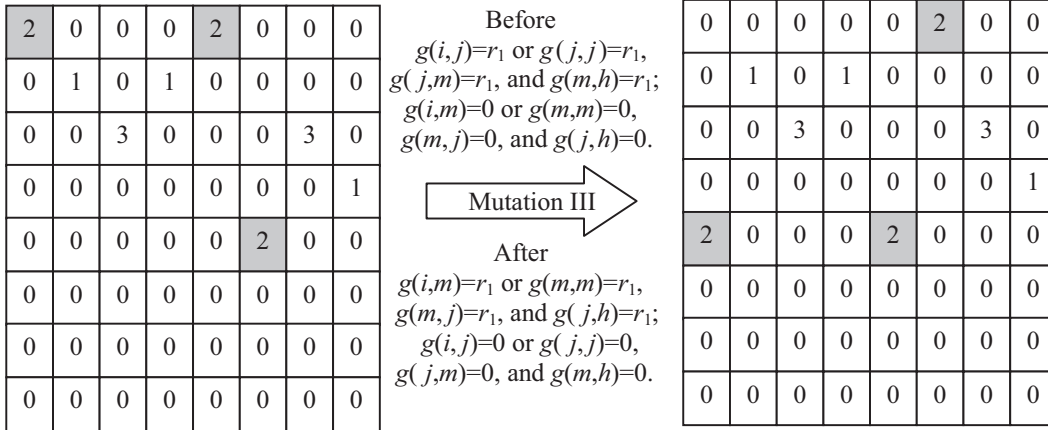 2 0 0 0 2 0 0 0
0 1 0 1 0 0 0 0
0 0 3 0 0 0 3 0
0 0 0 0 0 0 0 1
0 0 0 0 0 2 0 0
0 0 0 0 0 0 0 0
0 0 0 0 0 0 0 0
0 0 0 0 0 0 0 0
Before
g(i,j)=r₁ or g(j,j)=r₁,
g(j,m)=r₁, and g(m,h)=r₁;
g(i,m)=0 or g(m,m)=0,
g(m,j)=0, and g(j,h)=0.
Mutation III
After
g(i,m)=r₁ or g(m,m)=r₁,
g(m,j)=r₁, and g(j,h)=r₁;
g(i,j)=0 or g(j,j)=0,
g(j,m)=0, and g(m,h)=0.
0 0 0 0 0 2 0 0
0 1 0 1 0 0 0 0
0 0 3 0 0 0 3 0
0 0 0 0 0 0 0 1
2 0 0 0 2 0 0 0
0 0 0 0 0 0 0 0
0 0 0 0 0 0 0 0
0 0 0 0 0 0 0 0